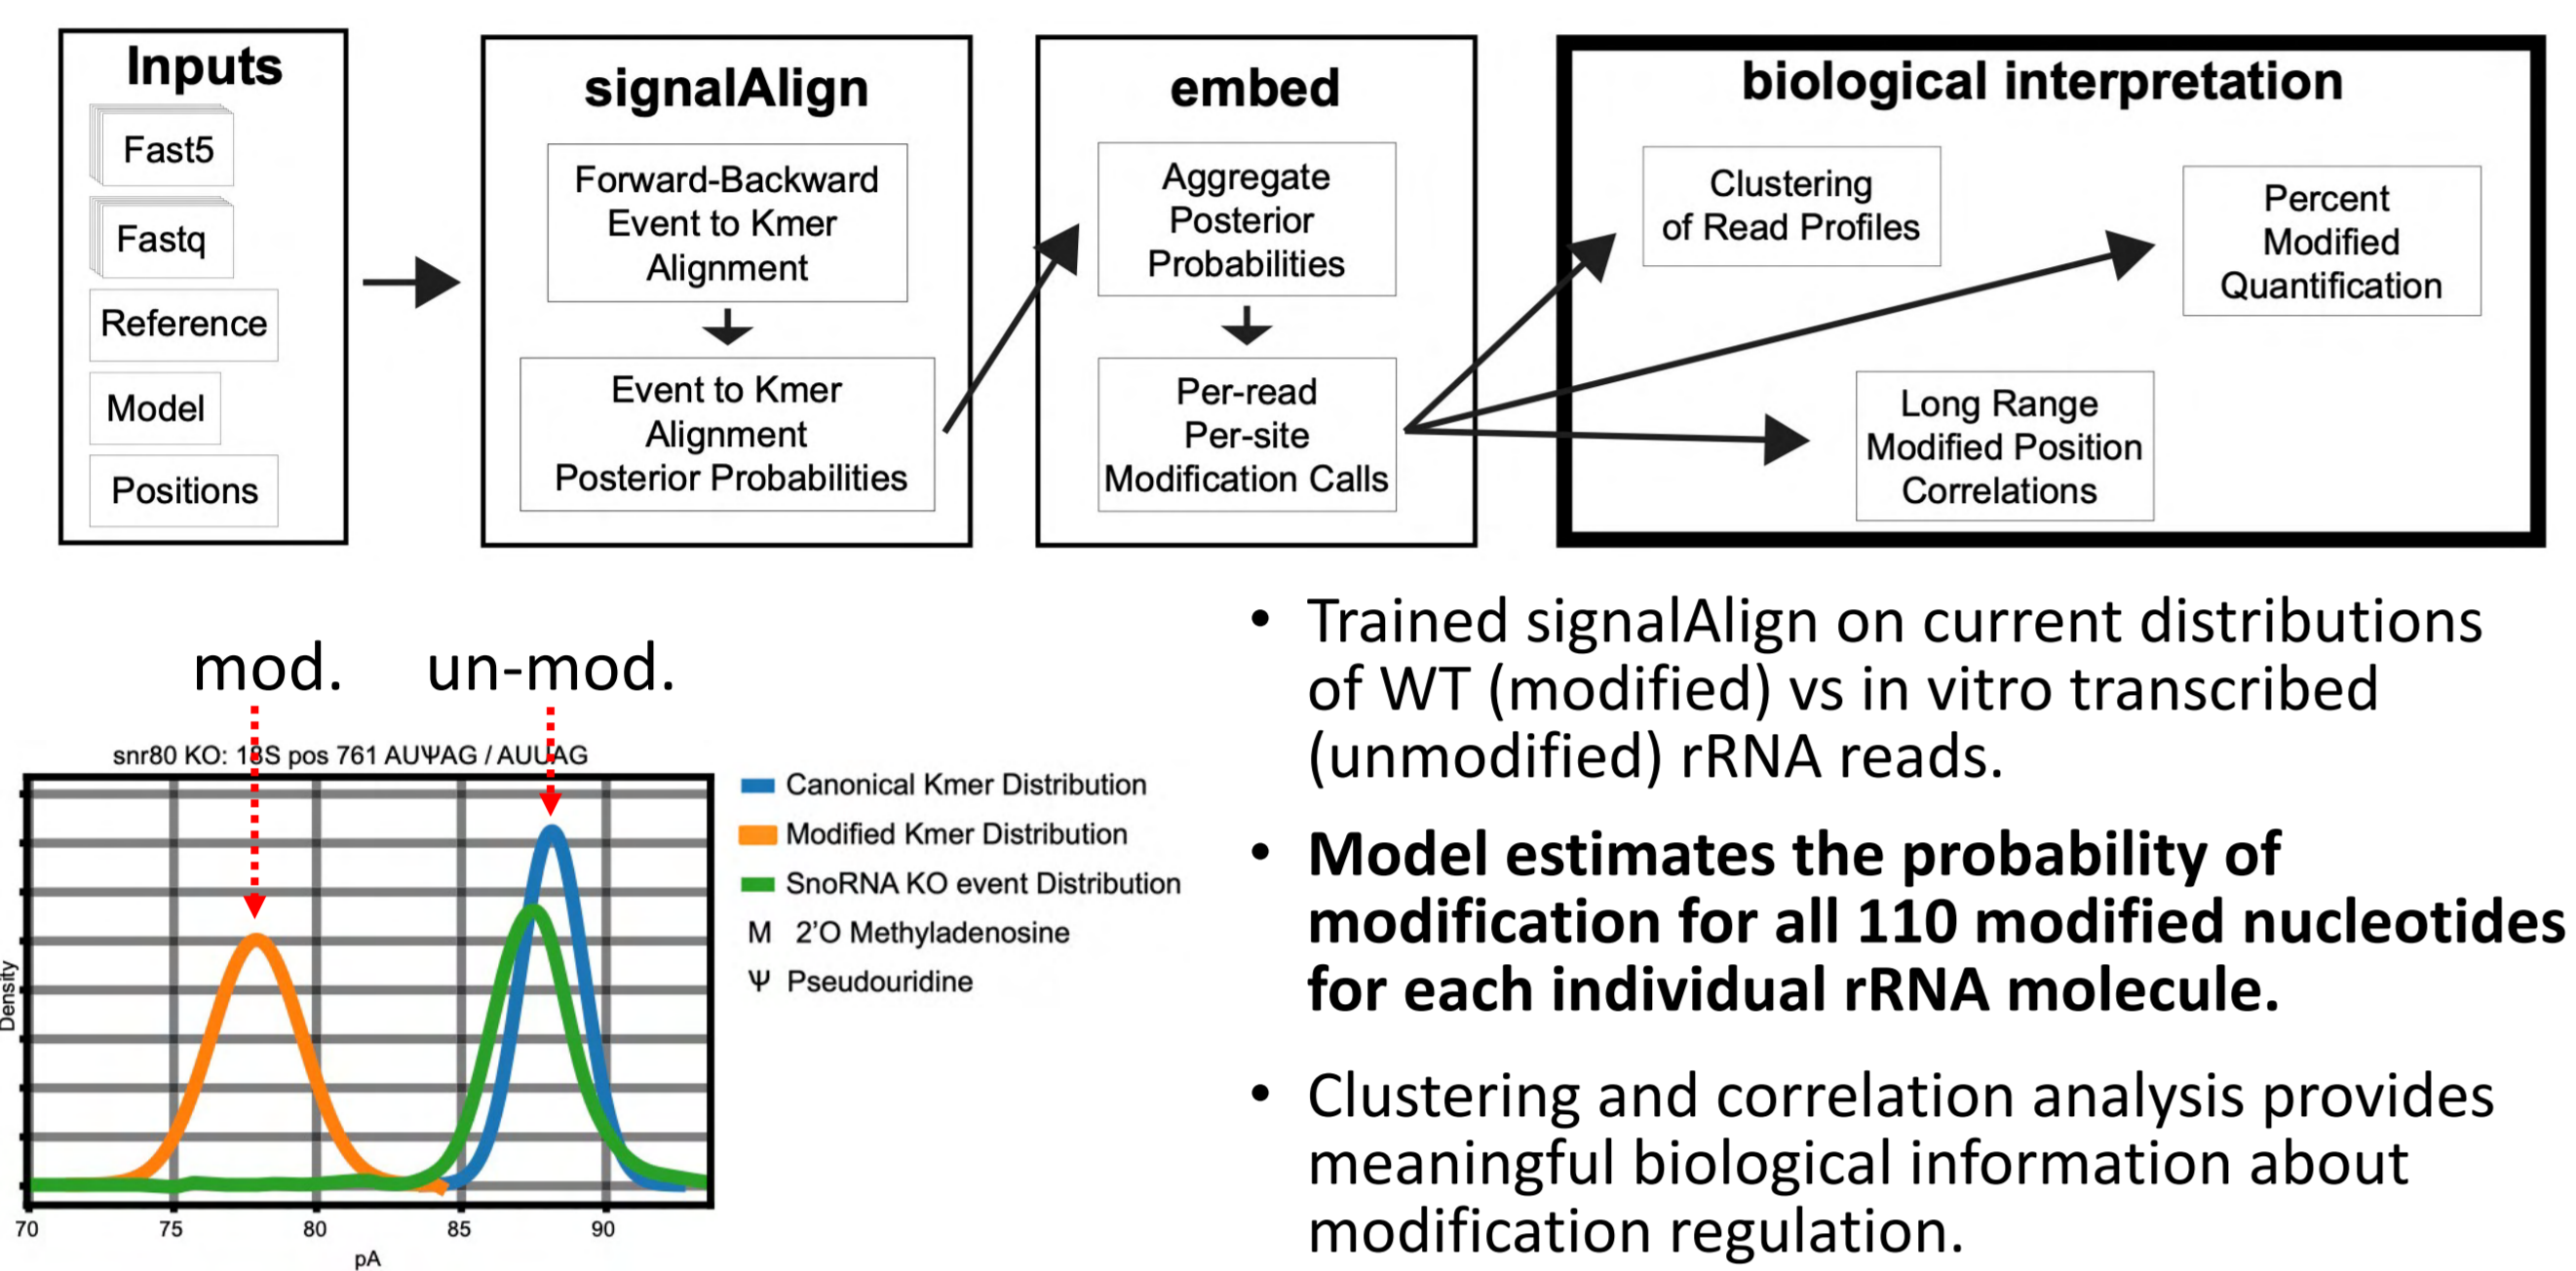 Inputs
Fast5
Fastq
Reference
Model
Positions
signalAlign
Forward-Backward
Event to Kmer
Alignment
Event to Kmer
Alignment
Posterior Probabilities
embed
Aggregate
Posterior
Probabilities
Per-read
Per-site
Modification Calls
biological interpretation
Clustering
of Read Profiles
Percent
Modified
Quantification
Long Range
Modified Position
Correlations
mod.
un-mod.
snr80 KO: 18S pos 761 AUΨAG / AUUAG
Density
70 75 80 85 90
pA
Canonical Kmer Distribution
Modified Kmer Distribution
SnoRNA KO event Distribution
M 2'O Methyladenosine
Ψ Pseudouridine
• Trained signalAlign on current distributions
of WT (modified) vs in vitro transcribed
(unmodified) rRNA reads.
• Model estimates the probability of
modification for all 110 modified nucleotides
for each individual rRNA molecule.
• Clustering and correlation analysis provides
meaningful biological information about
modification regulation.